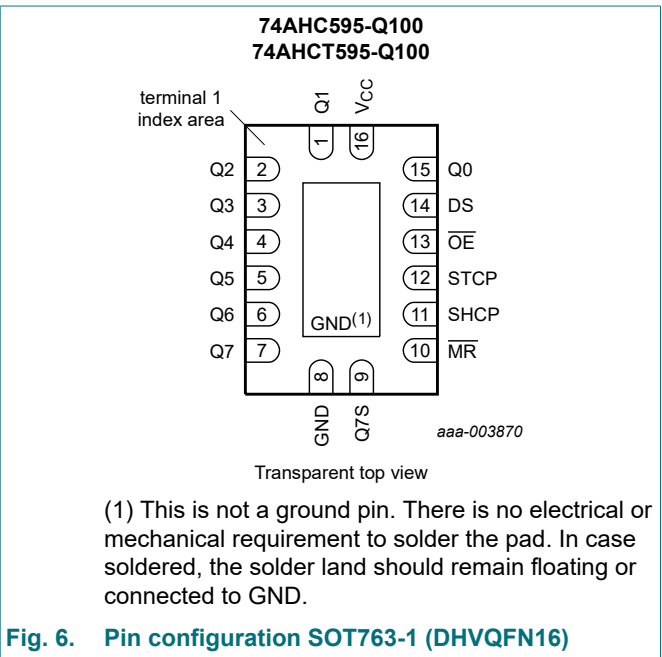 74AHC595-Q100
74AHCT595-Q100
terminal 1
index area
Q1
VCC
1
16
Q2 2
15 Q0
Q3 3
14 DS
Q4 4
13 O̅E̅
Q5 5
12 STCP
Q6 6
11 SHCP
Q7 7
10 M̅R̅
GND(1)
8
9
GND
Q7S
aaa-003870
Transparent top view
(1) This is not a ground pin. There is no electrical or
mechanical requirement to solder the pad. In case
soldered, the solder land should remain floating or
connected to GND.
Fig. 6. Pin configuration SOT763-1 (DHVQFN16)